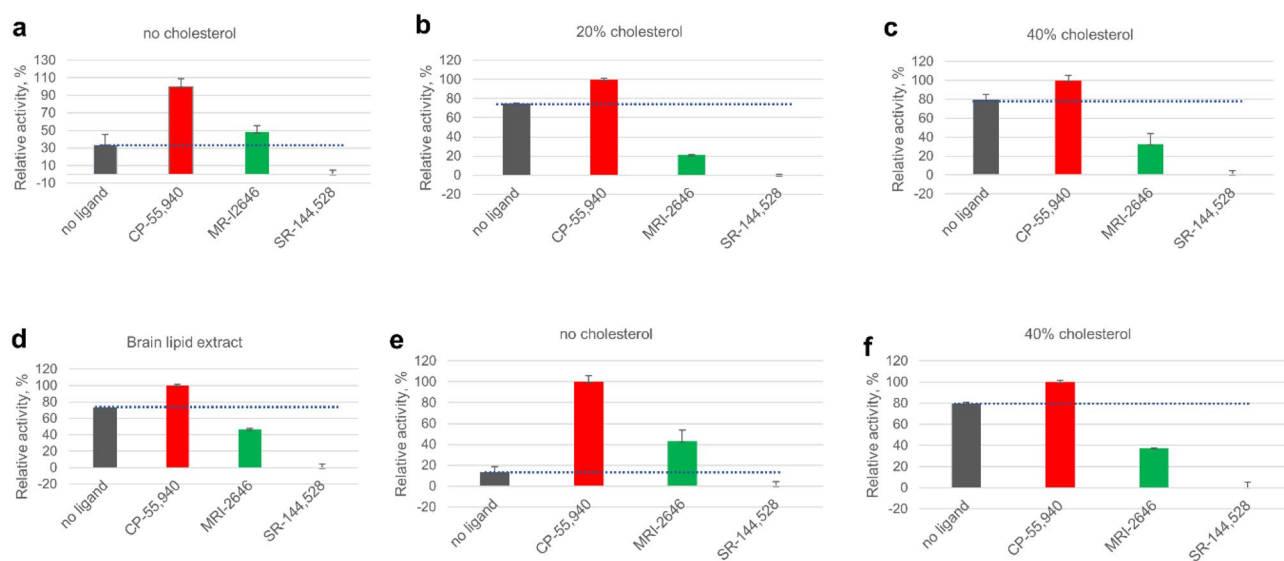 a
no cholesterol
Relative activity, %
130
110
90
70
50
30
10
-10
no ligand
CP-55,940
MR-I2646
SR-144,528
b
20% cholesterol
Relative activity, %
120
100
80
60
40
20
0
-20
no ligand
CP-55,940
MRI-2646
SR-144,528
c
40% cholesterol
Relative activity, %
120
100
80
60
40
20
0
-20
no ligand
CP-55,940
MRI-2646
SR-144,528
d
Brain lipid extract
Relative activity, %
120
100
80
60
40
20
0
-20
no ligand
CP-55,940
MRI-2646
SR-144,528
e
no cholesterol
Relative activity, %
120
100
80
60
40
20
0
-20
no ligand
CP-55,940
MRI-2646
SR-144,528
f
40% cholesterol
Relative activity, %
120
100
80
60
40
20
0
-20
no ligand
CP-55,940
MRI-2646
SR-144,528